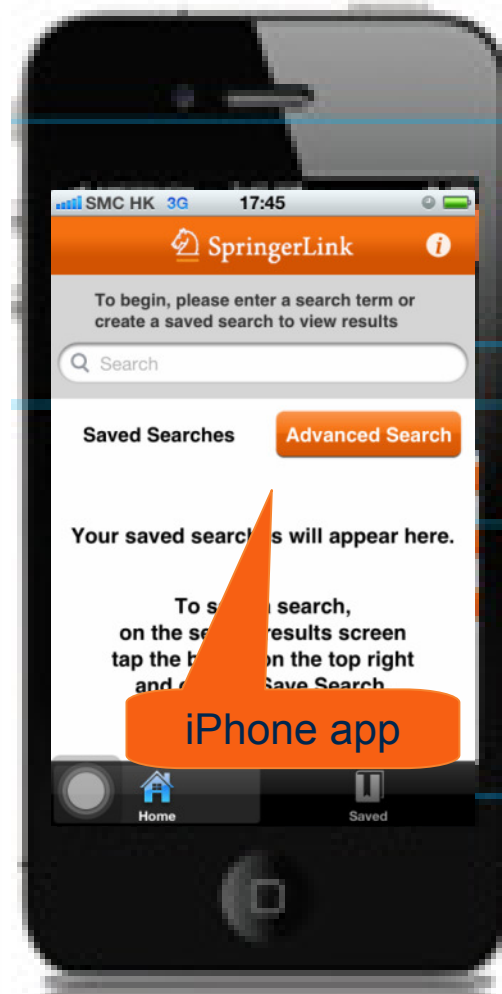 SMC HK 3G 17:45
SpringerLink
i
To begin, please enter a search term or
create a saved search to view results
Search
Saved Searches
Advanced Search
Your saved will appear here.
To search,
on the results screen
tap the on the top right
and Save Search
iPhone app
Home
Saved